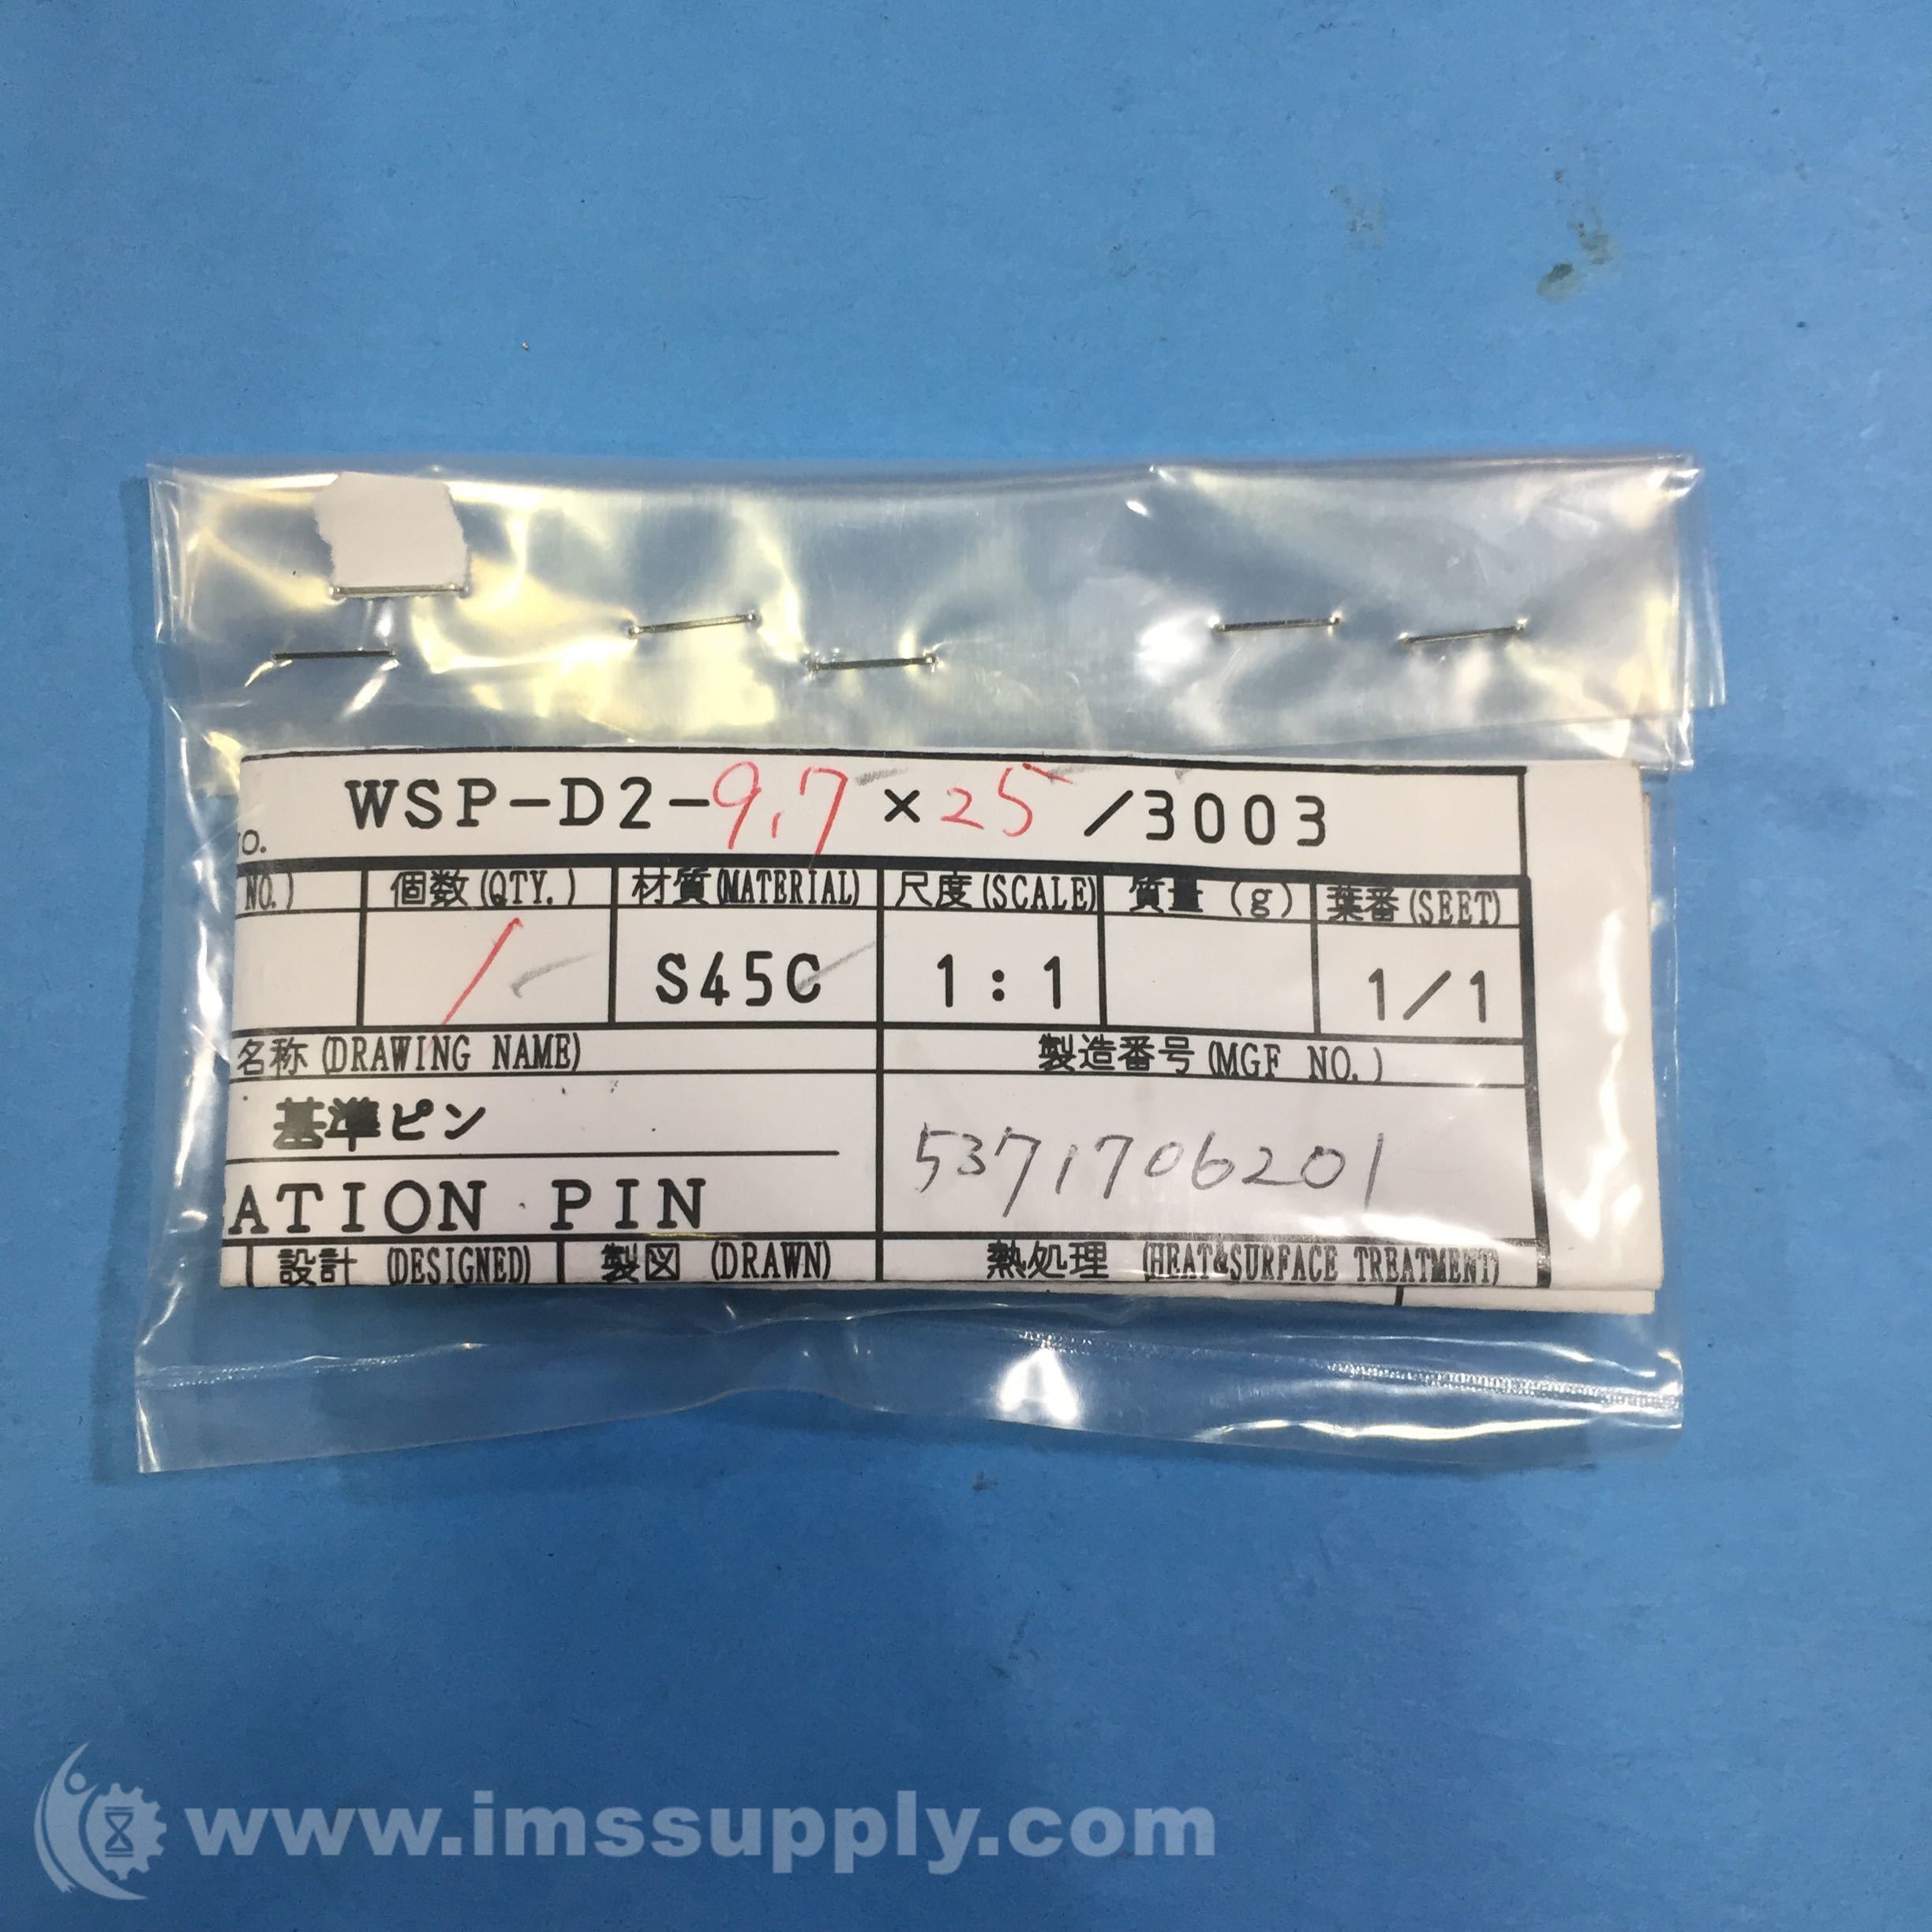 WSP-D2-9.7×25/3003
O.
NO.) 個数(QTY.) 材質(MATERIAL) 尺度(SCALE) 質量(g) 葉番(SEET)
1 S45C 1:1 1/1
名称(DRAWING NAME) 製造番号(MGF NO.)
基準ピン
5371706201
ATION PIN
設計(DESIGNED) 製図(DRAWN) 熱処理(HEAT&SURFACE TREATMENT)
www.imssupply.com